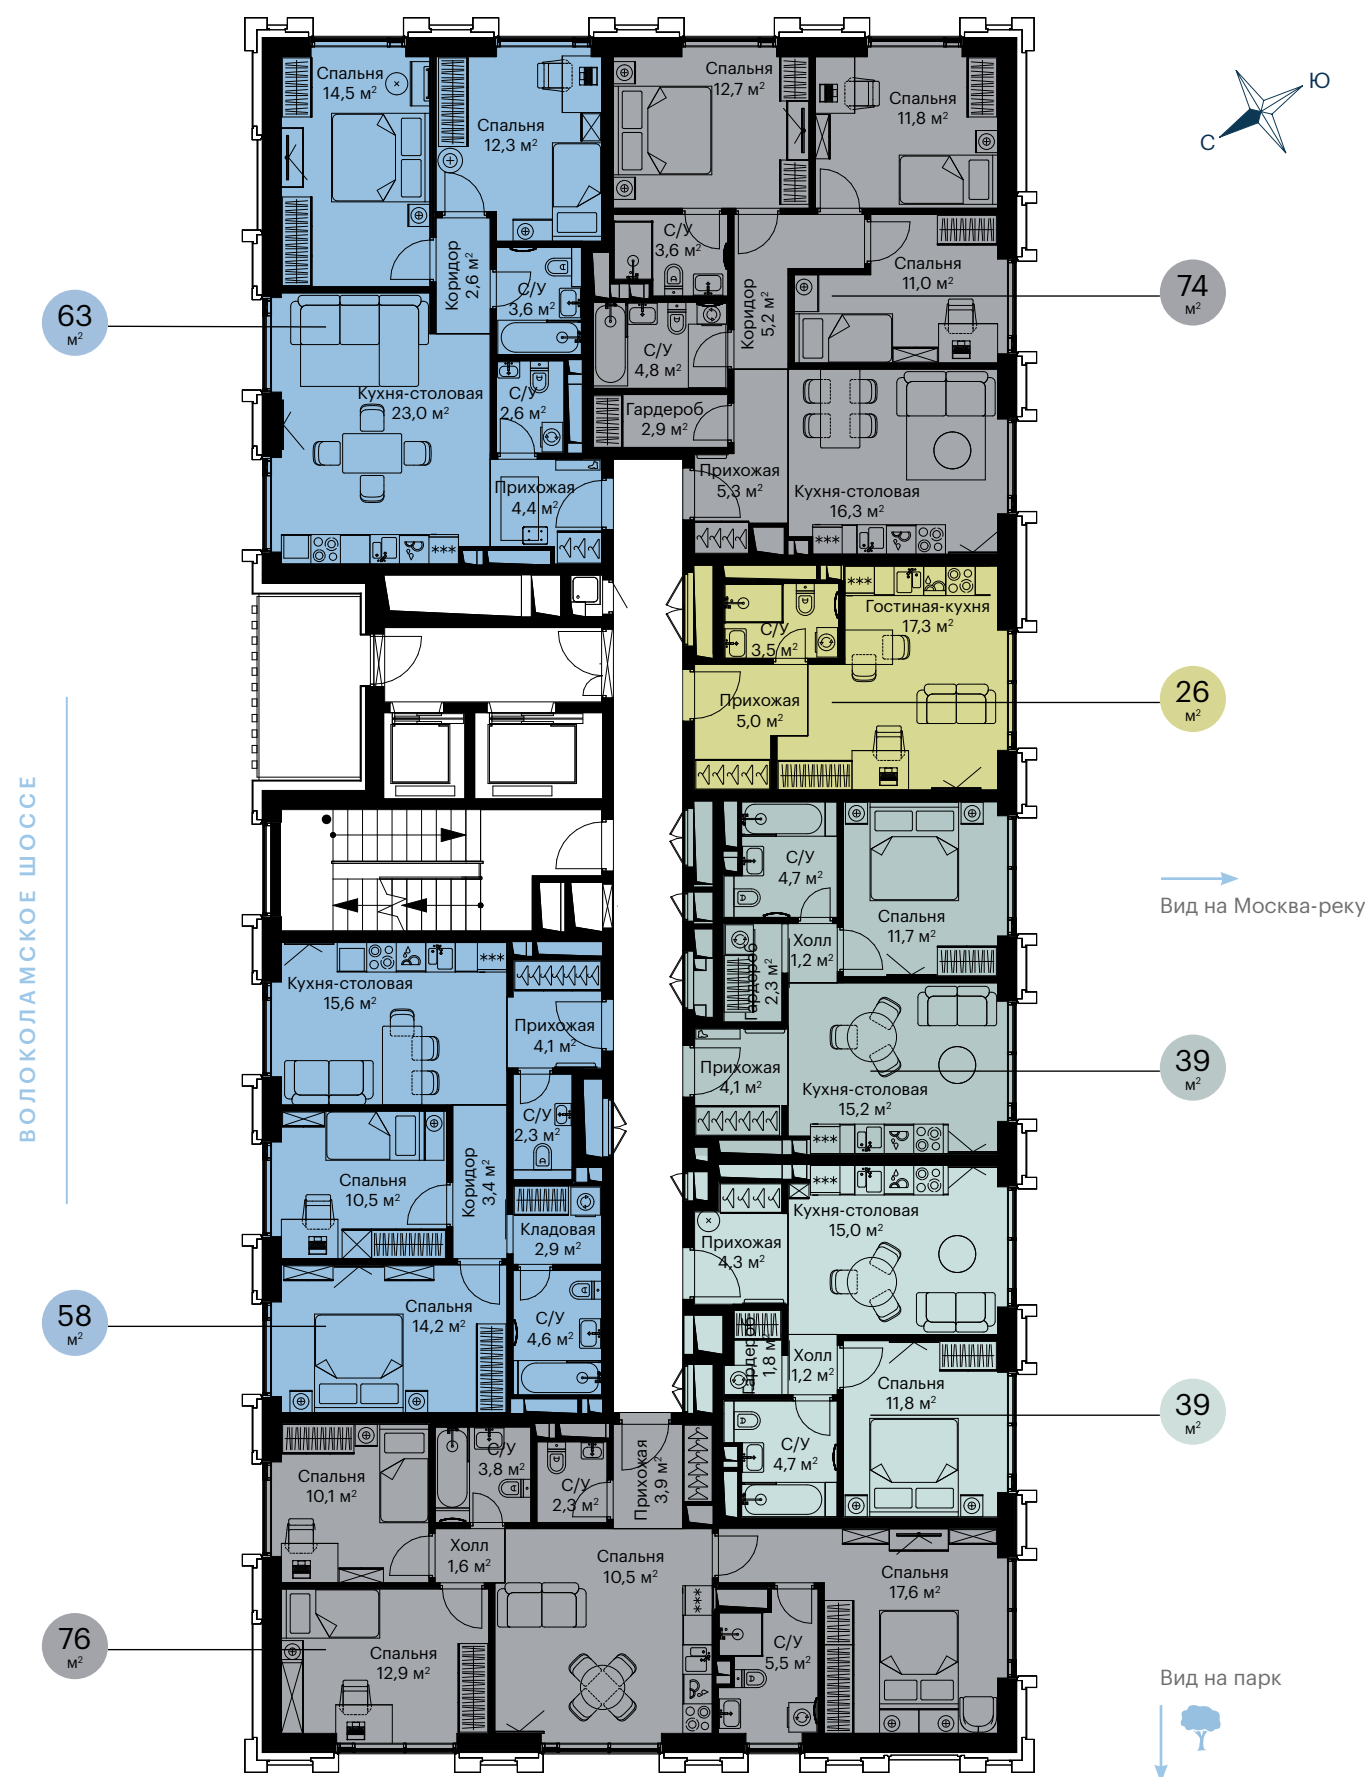 Спальня
14,5 м²
Спальня
12,3 м²
Спальня
12,7 м²
Спальня
11,8 м²
Ю
С
Коридор
2,6 м²
С/У
3,6 м²
С/У
3,6 м²
Спальня
11,0 м²
Коридор
5,2 м²
63
м²
74
м²
С/У
4,8 м²
Кухня-столовая
23,0 м²
С/У
2,6 м²
Гардероб
2,9 м²
Прихожая
4,4 м²
Прихожая
5,3 м²
Кухня-столовая
16,3 м²
Гостиная-кухня
17,3 м²
С/У
3,5 м²
Прихожая
5,0 м²
26
м²
ВОЛОКОЛАМСКОЕ ШОССЕ
С/У
4,7 м²
Спальня
11,7 м²
Вид на Москва-реку
Холл
1,2 м²
Гардероб
2,3 м²
Кухня-столовая
15,6 м²
Прихожая
4,1 м²
Прихожая
4,1 м²
Кухня-столовая
15,2 м²
39
м²
С/У
2,3 м²
Спальня
10,5 м²
Коридор
3,4 м²
Кладовая
2,9 м²
Кухня-столовая
15,0 м²
Прихожая
4,3 м²
58
м²
Спальня
14,2 м²
С/У
4,6 м²
Гардероб
1,8 м²
Холл
1,2 м²
Спальня
11,8 м²
39
м²
С/У
4,7 м²
Спальня
10,1 м²
С/У
3,8 м²
С/У
2,3 м²
Прихожая
3,9 м²
Холл
1,6 м²
Спальня
10,5 м²
Спальня
17,6 м²
76
м²
Спальня
12,9 м²
С/У
5,5 м²
Вид на парк